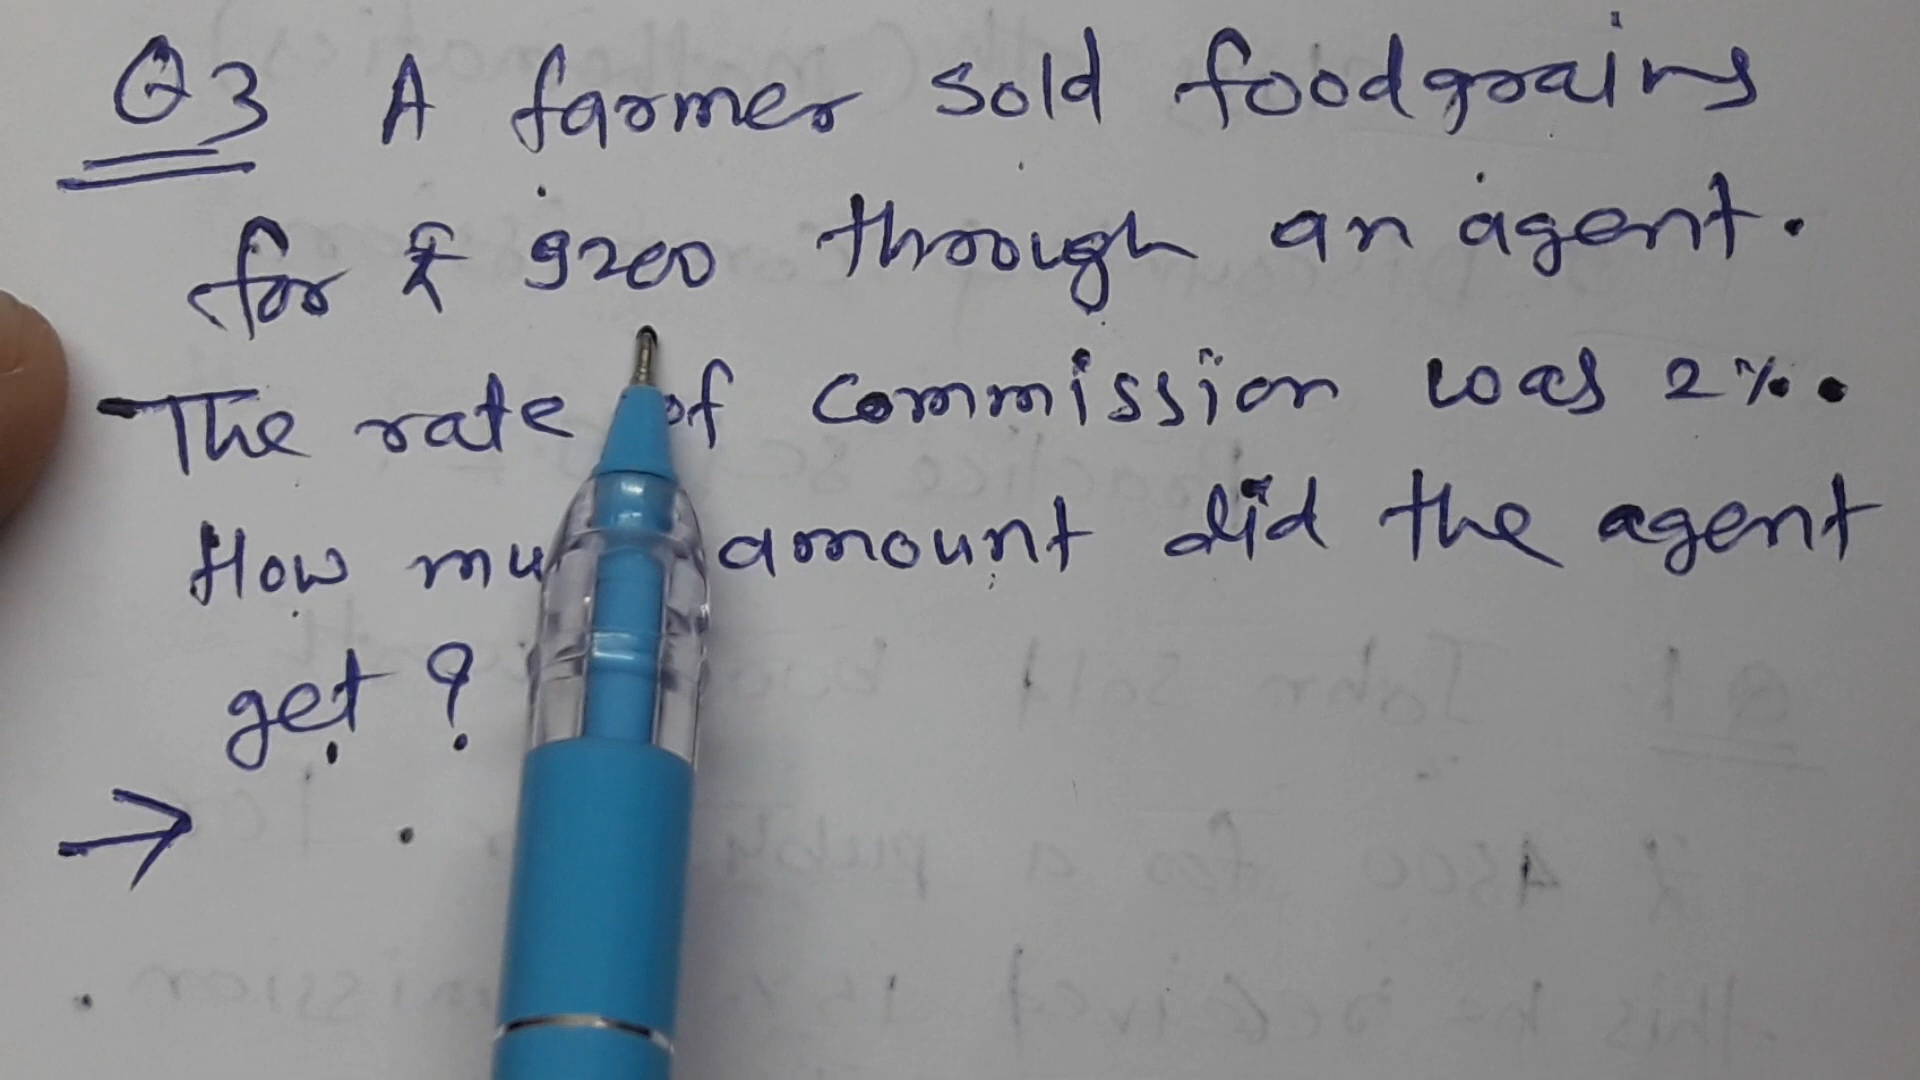 Q3 A farmer sold foodgrains
for ₹ 9200 through an agent.
The rate of commission was 2%.
How amount did the agent
get?
→